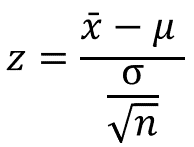 z = (x̄ − μ) / (σ / √n)